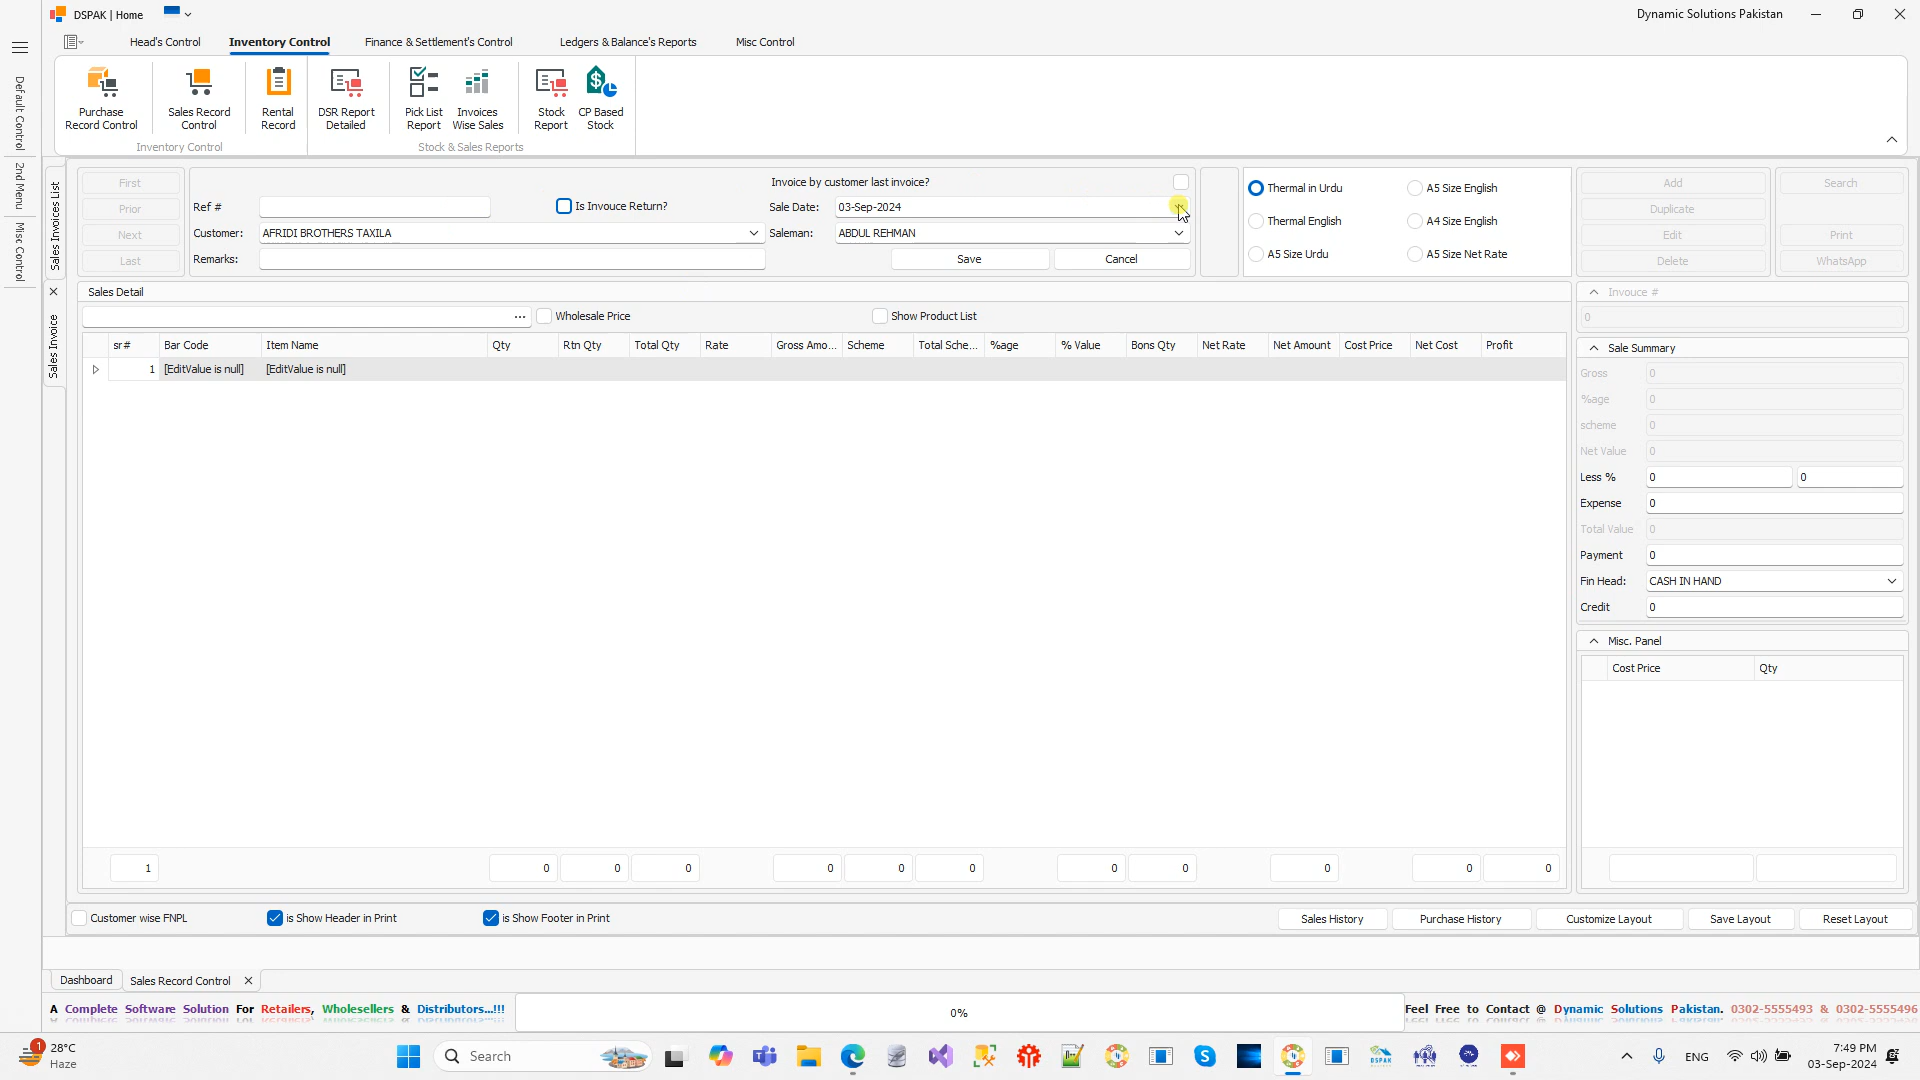 DSPAK | Home
Dynamic Solutions Pakistan
Head's Control Inventory Control Finance & Settlement's Control Ledgers & Balance's Reports Misc Control
Purchase Record Control
Sales Record Control
Rental Record
DSR Report Detailed
Pick List Report
Invoices Wise Sales
Stock Report
CP Based Stock
Inventory Control
Stock & Sales Reports
Default Control
2nd Menu
Misc Control
Sales Invoices List
Sales Invoice
First
Prior
Next
Last
Invoice by customer last invoice?
Ref #
Is Invouce Return?
Sale Date: 03-Sep-2024
Customer: AFRIDI BROTHERS TAXILA
Saleman: ABDUL REHMAN
Remarks:
Save
Cancel
Thermal in Urdu
A5 Size English
Thermal English
A4 Size English
A5 Size Urdu
A5 Size Net Rate
Add
Duplicate
Edit
Delete
Search
Print
WhatsApp
Sales Detail
...
Wholesale Price
Show Product List
sr# Bar Code Item Name Qty Rtn Qty Total Qty Rate Gross Amo... Scheme Total Sche... %age % Value Bons Qty Net Rate Net Amount Cost Price Net Cost Profit
1 [EditValue is null] [EditValue is null]
1 0 0 0 0 0 0 0 0 0 0 0
Invouce #
0
Sale Summary
Gross 0
%age 0
scheme 0
Net Value 0
Less % 0 0
Expense 0
Total Value 0
Payment 0
Fin Head: CASH IN HAND
Credit 0
Misc. Panel
Cost Price Qty
Customer wise FNPL
is Show Header in Print
is Show Footer in Print
Sales History
Purchase History
Customize Layout
Save Layout
Reset Layout
Dashboard
Sales Record Control
A Complete Software Solution For Retailers, Wholesellers & Distributors...!!!
0%
Feel Free to Contact @ Dynamic Solutions Pakistan. 0302-5555493 & 0302-5555496
1
28°C
Haze
Search
DSPAK
ENG
7:49 PM
03-Sep-2024